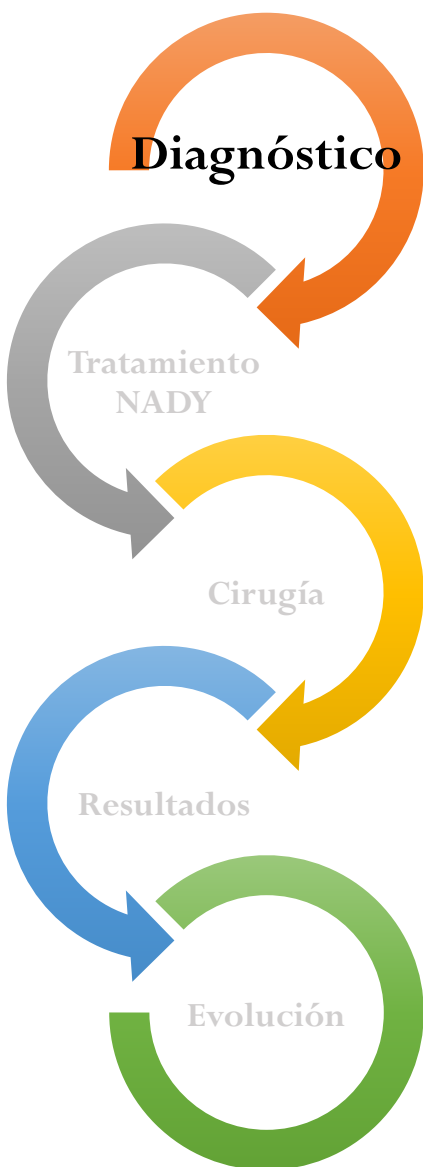 Diagnóstico
Tratamiento
NADY
Cirugía
Resultados
Evolución